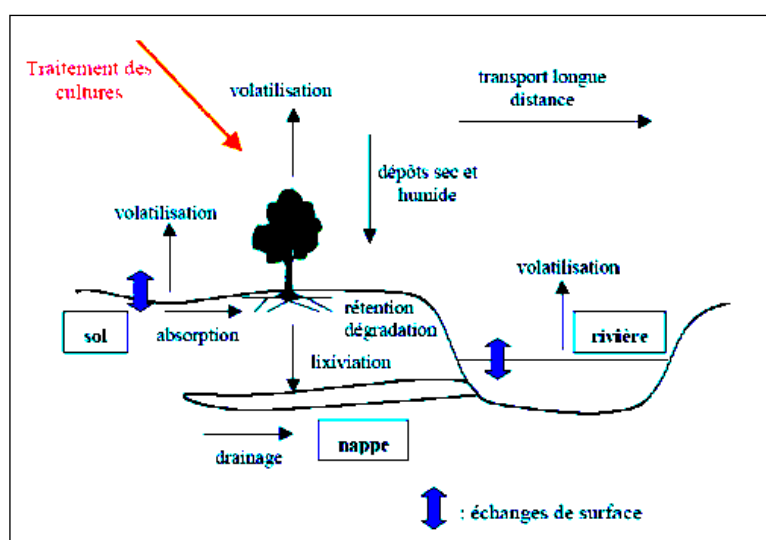 Traitement des
cultures
volatilisation
transport longue
distance
dépôts sec et
humide
volatilisation
volatilisation
sol
absorption
rétention
dégradation
rivière
lixiviation
drainage
nappe
: échanges de surface